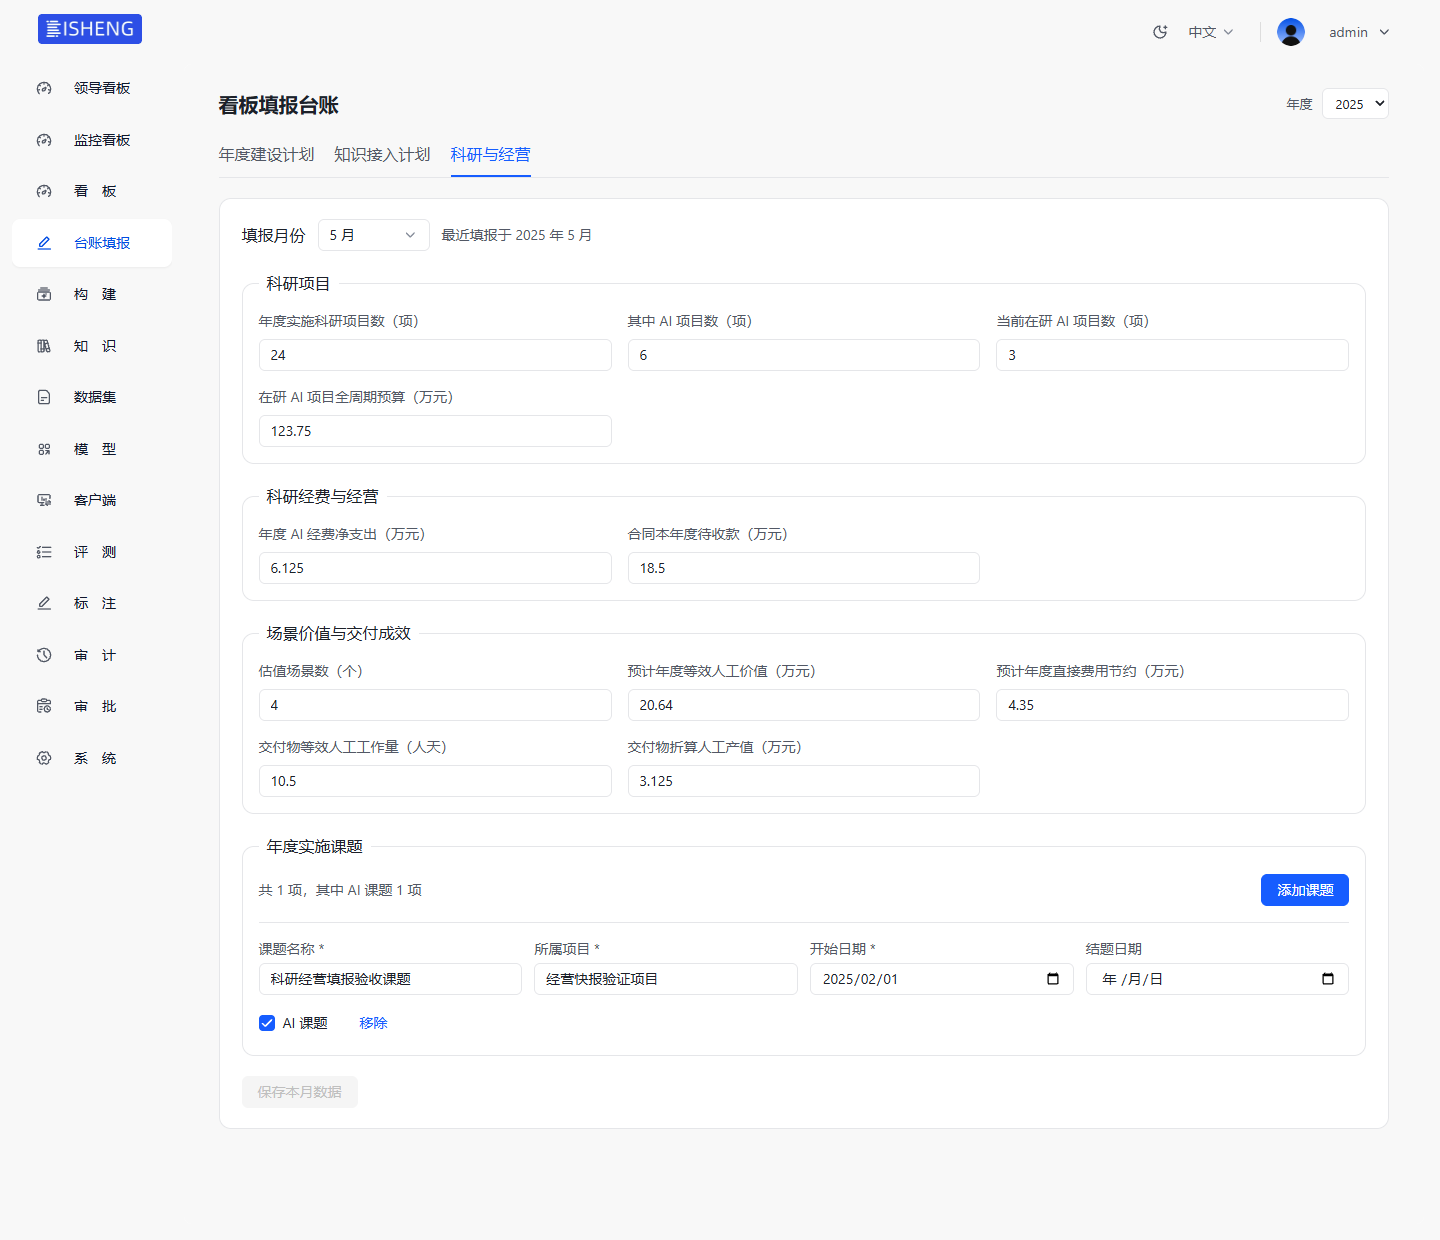 ISHENG
中文
admin
领导看板
监控看板
看 板
台账填报
构 建
知 识
数据集
模 型
客户端
评 测
标 注
审 计
审 批
系 统
看板填报台账
年度 2025
年度建设计划 知识接入计划 科研与经营
填报月份 5 月 最近填报于 2025 年 5 月
科研项目
年度实施科研项目数（项） 其中 AI 项目数（项） 当前在研 AI 项目数（项）
24 6 3
在研 AI 项目全周期预算（万元）
123.75
科研经费与经营
年度 AI 经费净支出（万元） 合同本年度待收款（万元）
6.125 18.5
场景价值与交付成效
估值场景数（个） 预计年度等效人工价值（万元） 预计年度直接费用节约（万元）
4 20.64 4.35
交付物等效人工工作量（人天） 交付物折算人工产值（万元）
10.5 3.125
年度实施课题
共 1 项，其中 AI 课题 1 项 添加课题
课题名称 * 所属项目 * 开始日期 * 结题日期
科研经营填报验收课题 经营快报验证项目 2025/02/01 年 /月/日
AI 课题 移除
保存本月数据